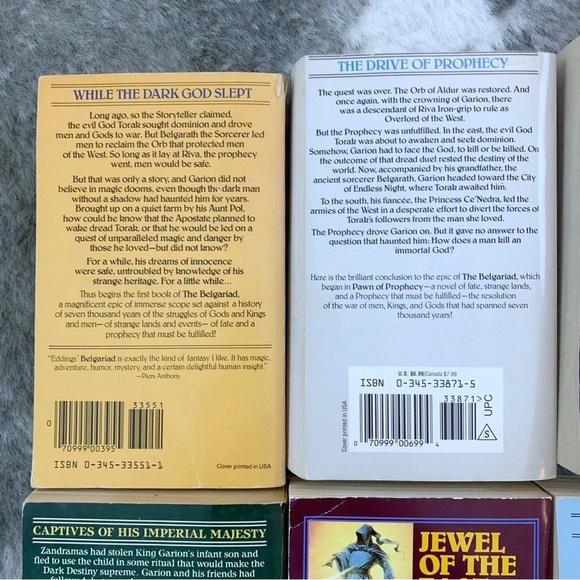 WHILE THE DARK GOD SLEPT
Long ago, so the Storyteller claimed,
the evil God Torak sought dominion and drove
men and Gods to war. But Belgarath the Sorcerer led
men to reclaim the Orb that protected men
of the West. So long as it lay at Riva, the prophecy
went, men would be safe.
But that was only a story, and Garion did not
believe in magic dooms, even though the dark man
without a shadow had haunted him for years.
Brought up on a quiet farm by his Aunt Pol,
how could he know that the Apostate planned to
wake dread Torak, or that he would be led on a
quest of unparalleled magic and danger by
those he loved—but did not know?
For a while, his dreams of innocence
were safe, untroubled by knowledge of his
strange heritage. For a little while...
Thus begins the first book of The Belgariad,
a magnificent epic of immense scope set against a history
of seven thousand years of the struggles of Gods and Kings
and men—of strange lands and events—of fate and a
prophecy that must be fulfilled!
"Eddings' Belgariad is exactly the kind of fantasy I like. It has magic,
adventure, humor, mystery, and a certain delightful human insight."
—Piers Anthony
33551
0
70999 00395
ISBN 0-345-33551-1
Cover printed in USA
THE DRIVE OF PROPHECY
The quest was over. The Orb of Aldur was restored. And
once again, with the crowning of Garion, there
was a descendant of Riva Iron-grip to rule as
Overlord of the West.
But the Prophecy was unfulfilled. In the east, the evil God
Torak was about to awaken and seek dominion.
Somehow, Garion had to face the God, to kill or be killed. On
the outcome of that dread duel rested the destiny of the
world. Now, accompanied by his grandfather, the
ancient sorcerer Belgarath, Garion headed toward the City
of Endless Night, where Torak awaited him.
To the south, his fiancée, the Princess Ce'Nedra, led the
armies of the West in a desperate effort to divert the forces of
Torak's followers from the man she loved.
The Prophecy drove Garion on. But it gave no answer to the
question that haunted him: How does a man kill an
immortal God?
Here is the brilliant conclusion to the epic of The Belgariad, which
began in Pawn of Prophecy—a novel of fate, strange lands,
and a Prophecy that must be fulfilled—the resolution
of the war of men, Kings, and Gods that had spanned
seven thousand years!
U.S. $6.99/Canada $7.99
ISBN 0-345-33871-5
33871>
UPC
S
0
70999 00699
4
Cover printed in USA
CAPTIVES OF HIS IMPERIAL MAJESTY
Zandramas had stolen King Garion's infant son and
fled to use the child in some ritual that would make the
Dark Destiny supreme. Garion and his friends had
JEWEL
OF THE